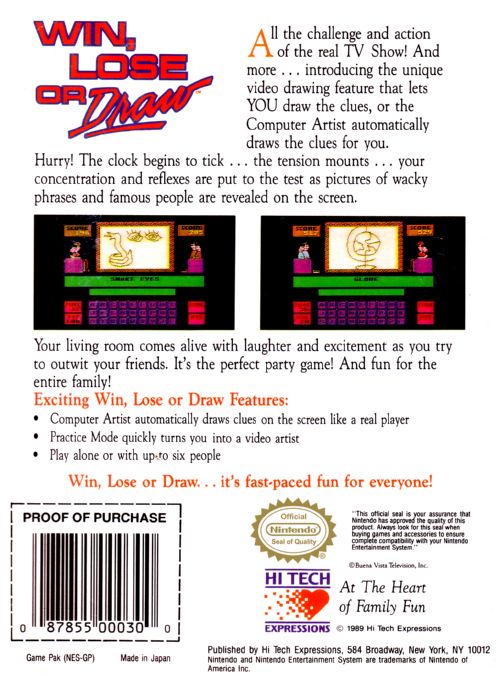 WIN,
LOSE
OR Draw™
All the challenge and action
of the real TV Show! And
more . . . introducing the unique
video drawing feature that lets
YOU draw the clues, or the
Computer Artist automatically
draws the clues for you.
Hurry! The clock begins to tick . . . the tension mounts . . . your
concentration and reflexes are put to the test as pictures of wacky
phrases and famous people are revealed on the screen.
SCORE
SCORE
SNAKE EYES
SCORE
SCORE
GLOBE
Your living room comes alive with laughter and excitement as you try
to outwit your friends. It's the perfect party game! And fun for the
entire family!
Exciting Win, Lose or Draw Features:
• Computer Artist automatically draws clues on the screen like a real player
• Practice Mode quickly turns you into a video artist
• Play alone or with up to six people
Win, Lose or Draw. . . it's fast-paced fun for everyone!
PROOF OF PURCHASE
0 87855 00030 0
Game Pak (NES-GP) Made in Japan
Official
Nintendo®
Seal of Quality
"This official seal is your assurance that
Nintendo has approved the quality of this
product. Always look for this seal when
buying games and accessories to ensure
complete compatibility with your Nintendo
Entertainment System."
©Buena Vista Television, Inc.
HI TECH
EXPRESSIONS
At The Heart
of Family Fun
© 1989 Hi Tech Expressions
Published by Hi Tech Expressions, 584 Broadway, New York, NY 10012
Nintendo and Nintendo Entertainment System are trademarks of Nintendo of
America Inc.